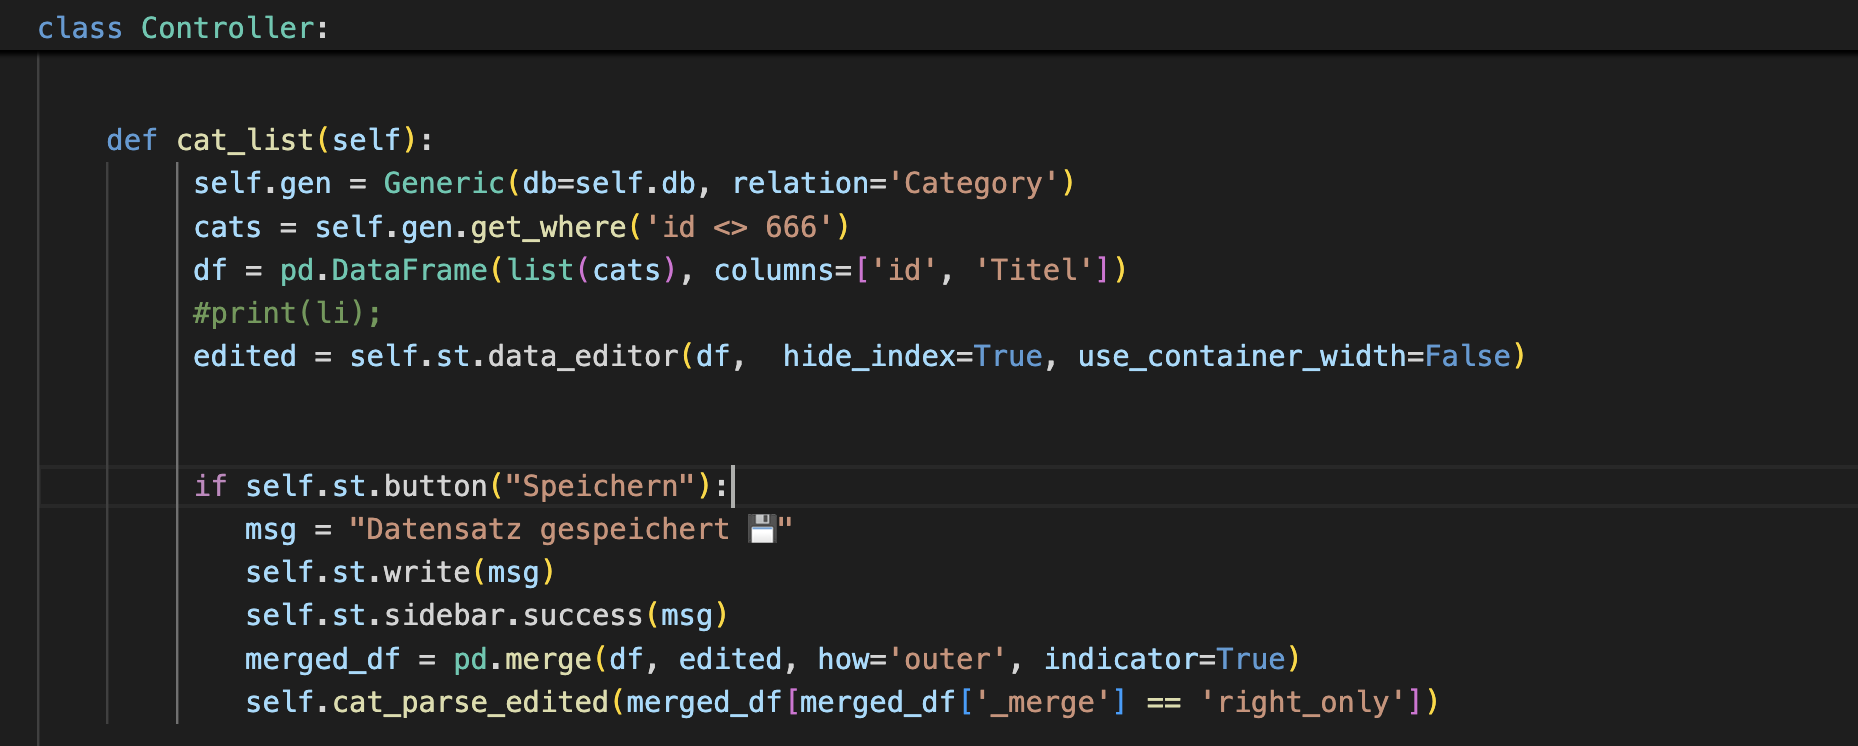 class Controller:
def cat_list(self):
self.gen = Generic(db=self.db, relation='Category')
cats = self.gen.get_where('id <> 666')
df = pd.DataFrame(list(cats), columns=['id', 'Titel'])
#print(li);
edited = self.st.data_editor(df,  hide_index=True, use_container_width=False)
if self.st.button("Speichern"):
msg = "Datensatz gespeichert 💾"
self.st.write(msg)
self.st.sidebar.success(msg)
merged_df = pd.merge(df, edited, how='outer', indicator=True)
self.cat_parse_edited(merged_df[merged_df['_merge'] == 'right_only'])